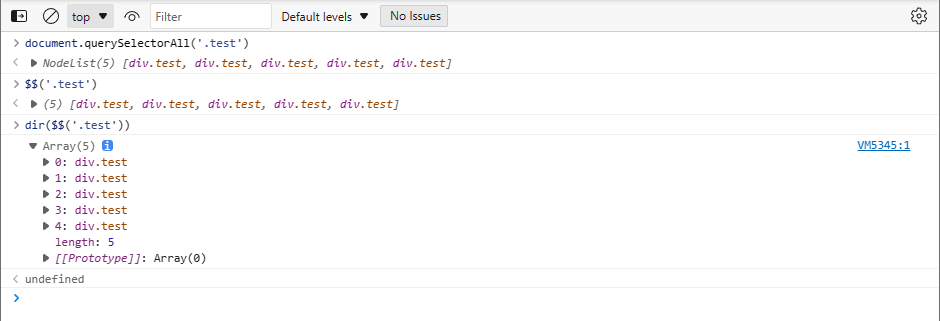 top Filter Default levels No Issues
document.querySelectorAll('.test')
NodeList(5) [div.test, div.test, div.test, div.test, div.test]
$$('.test')
(5) [div.test, div.test, div.test, div.test, div.test]
dir($$('.test'))
Array(5) i VM5345:1
0: div.test
1: div.test
2: div.test
3: div.test
4: div.test
length: 5
[[Prototype]]: Array(0)
undefined